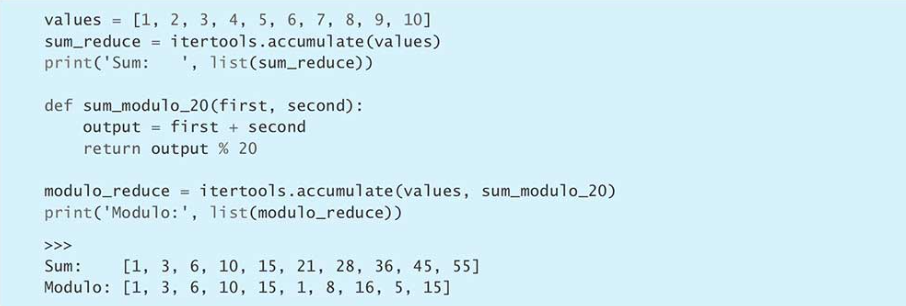 values = [1, 2, 3, 4, 5, 6, 7, 8, 9, 10]
sum_reduce = itertools.accumulate(values)
print('Sum:   ', list(sum_reduce))

def sum_modulo_20(first, second):
    output = first + second
    return output % 20

modulo_reduce = itertools.accumulate(values, sum_modulo_20)
print('Modulo:', list(modulo_reduce))

>>>
Sum:    [1, 3, 6, 10, 15, 21, 28, 36, 45, 55]
Modulo: [1, 3, 6, 10, 15, 1, 8, 16, 5, 15]